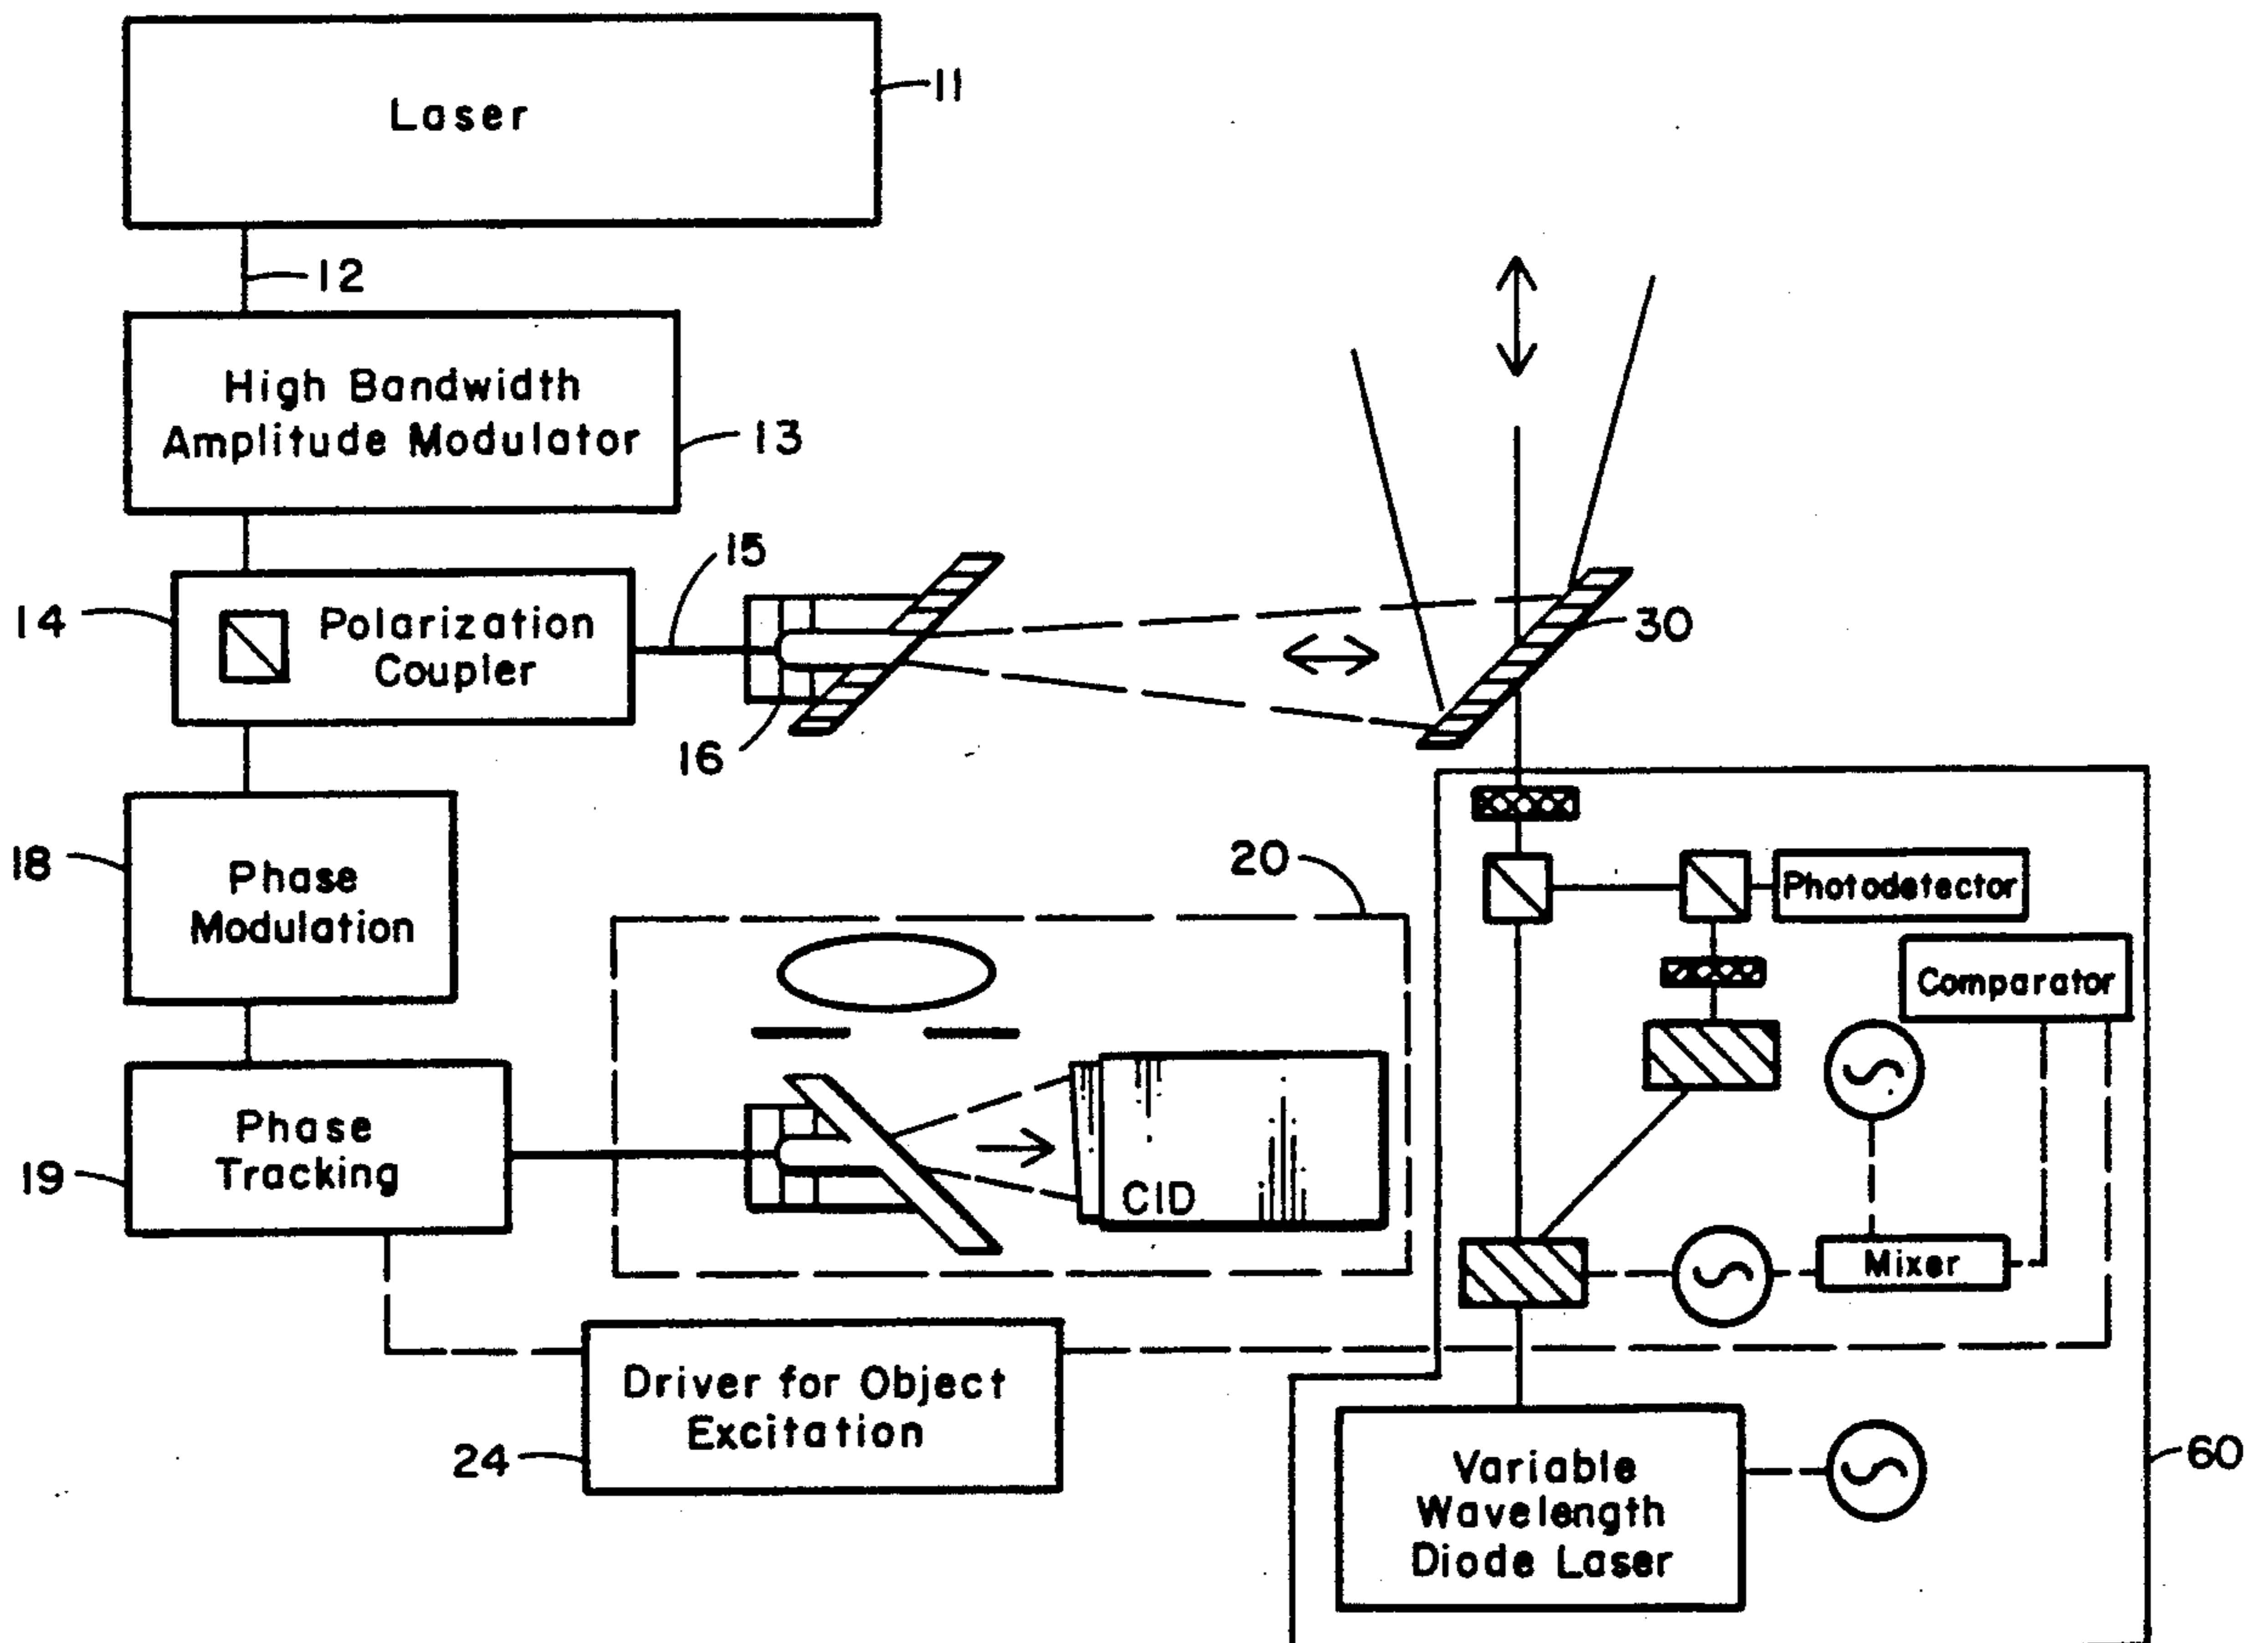 Laser
11
12
High Bandwidth
Amplitude Modulator
13
15
14
Polarization
Coupler
30
16
18
Phase
Modulation
20
Photodetector
Comparator
19
Phase
Tracking
CID
Mixer
Driver for Object
Excitation
24
Variable
Wavelength
Diode Laser
60